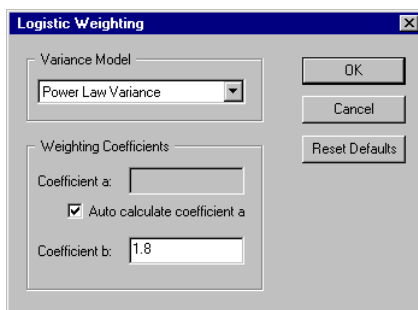 Logistic Weighting
Variance Model
Power Law Variance
OK
Cancel
Reset Defaults
Weighting Coefficients
Coefficient a:
Auto calculate coefficient a
Coefficient b: 1.8